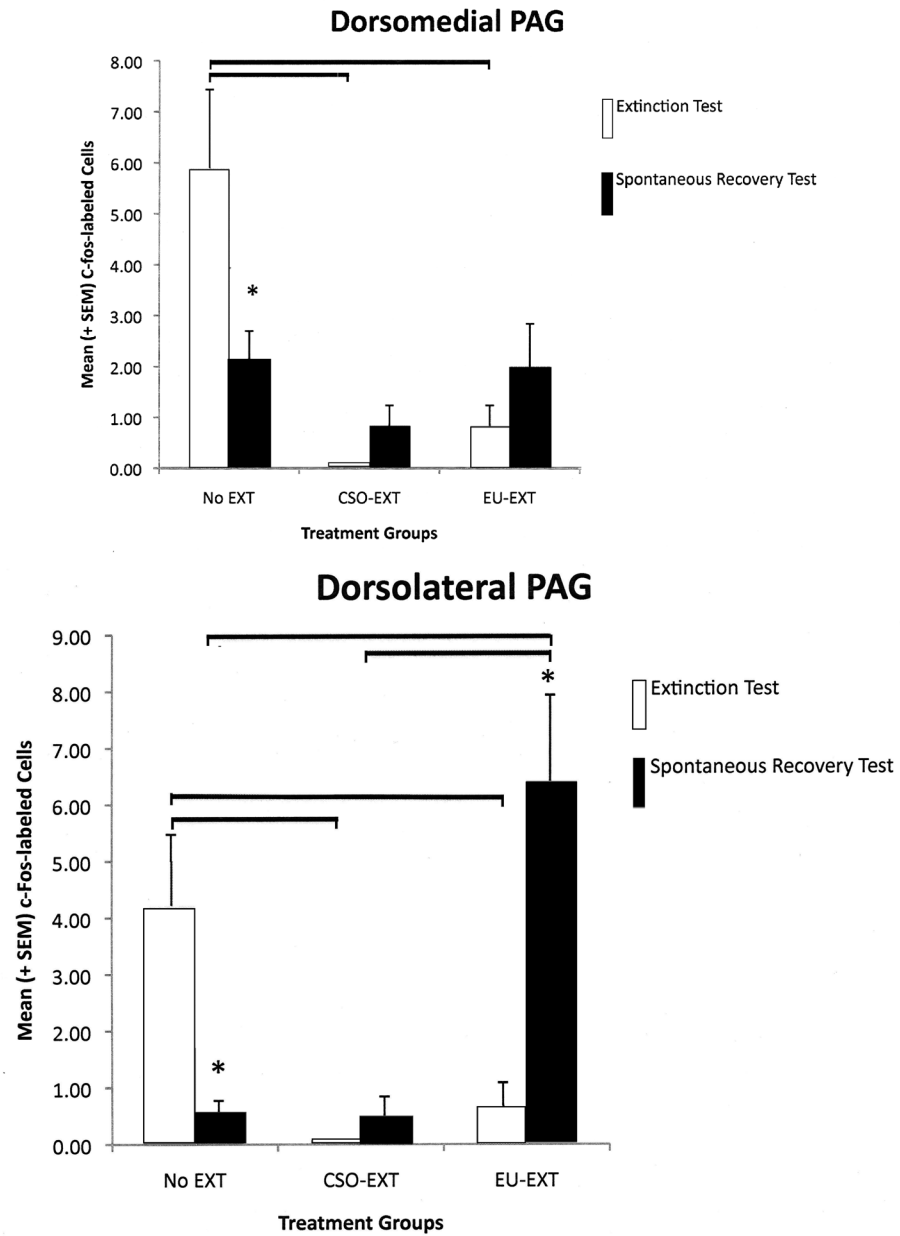 Dorsomedial PAG
8.00
7.00
6.00
5.00
4.00
3.00
2.00
1.00
0.00
Mean (+ SEM) C-fos-labeled Cells
*
Extinction Test
Spontaneous Recovery Test
No EXT CSO-EXT EU-EXT
Treatment Groups
Dorsolateral PAG
9.00
8.00
7.00
6.00
5.00
4.00
3.00
2.00
1.00
0.00
Mean (+ SEM) c-Fos-labeled Cells
*
*
Extinction Test
Spontaneous Recovery Test
No EXT CSO-EXT EU-EXT
Treatment Groups